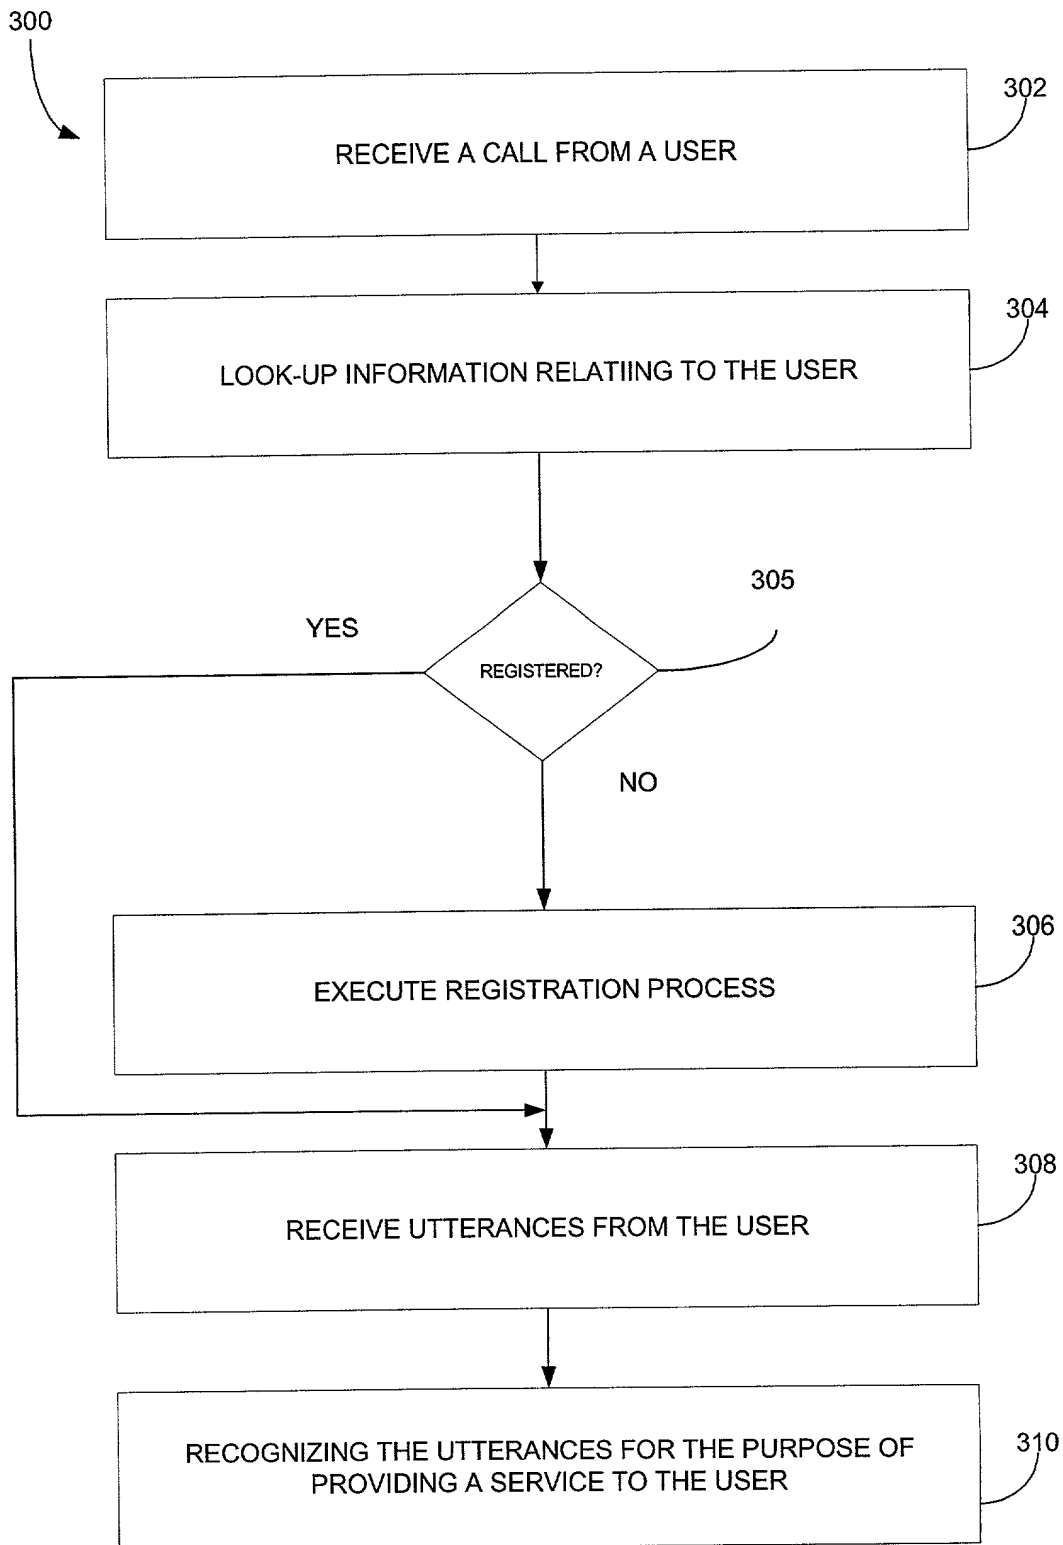 300
302
RECEIVE A CALL FROM A USER
304
LOOK-UP INFORMATION RELATIING TO THE USER
305
YES
REGISTERED?
NO
306
EXECUTE REGISTRATION PROCESS
308
RECEIVE UTTERANCES FROM THE USER
RECOGNIZING THE UTTERANCES FOR THE PURPOSE OF
310
PROVIDING A SERVICE TO THE USER